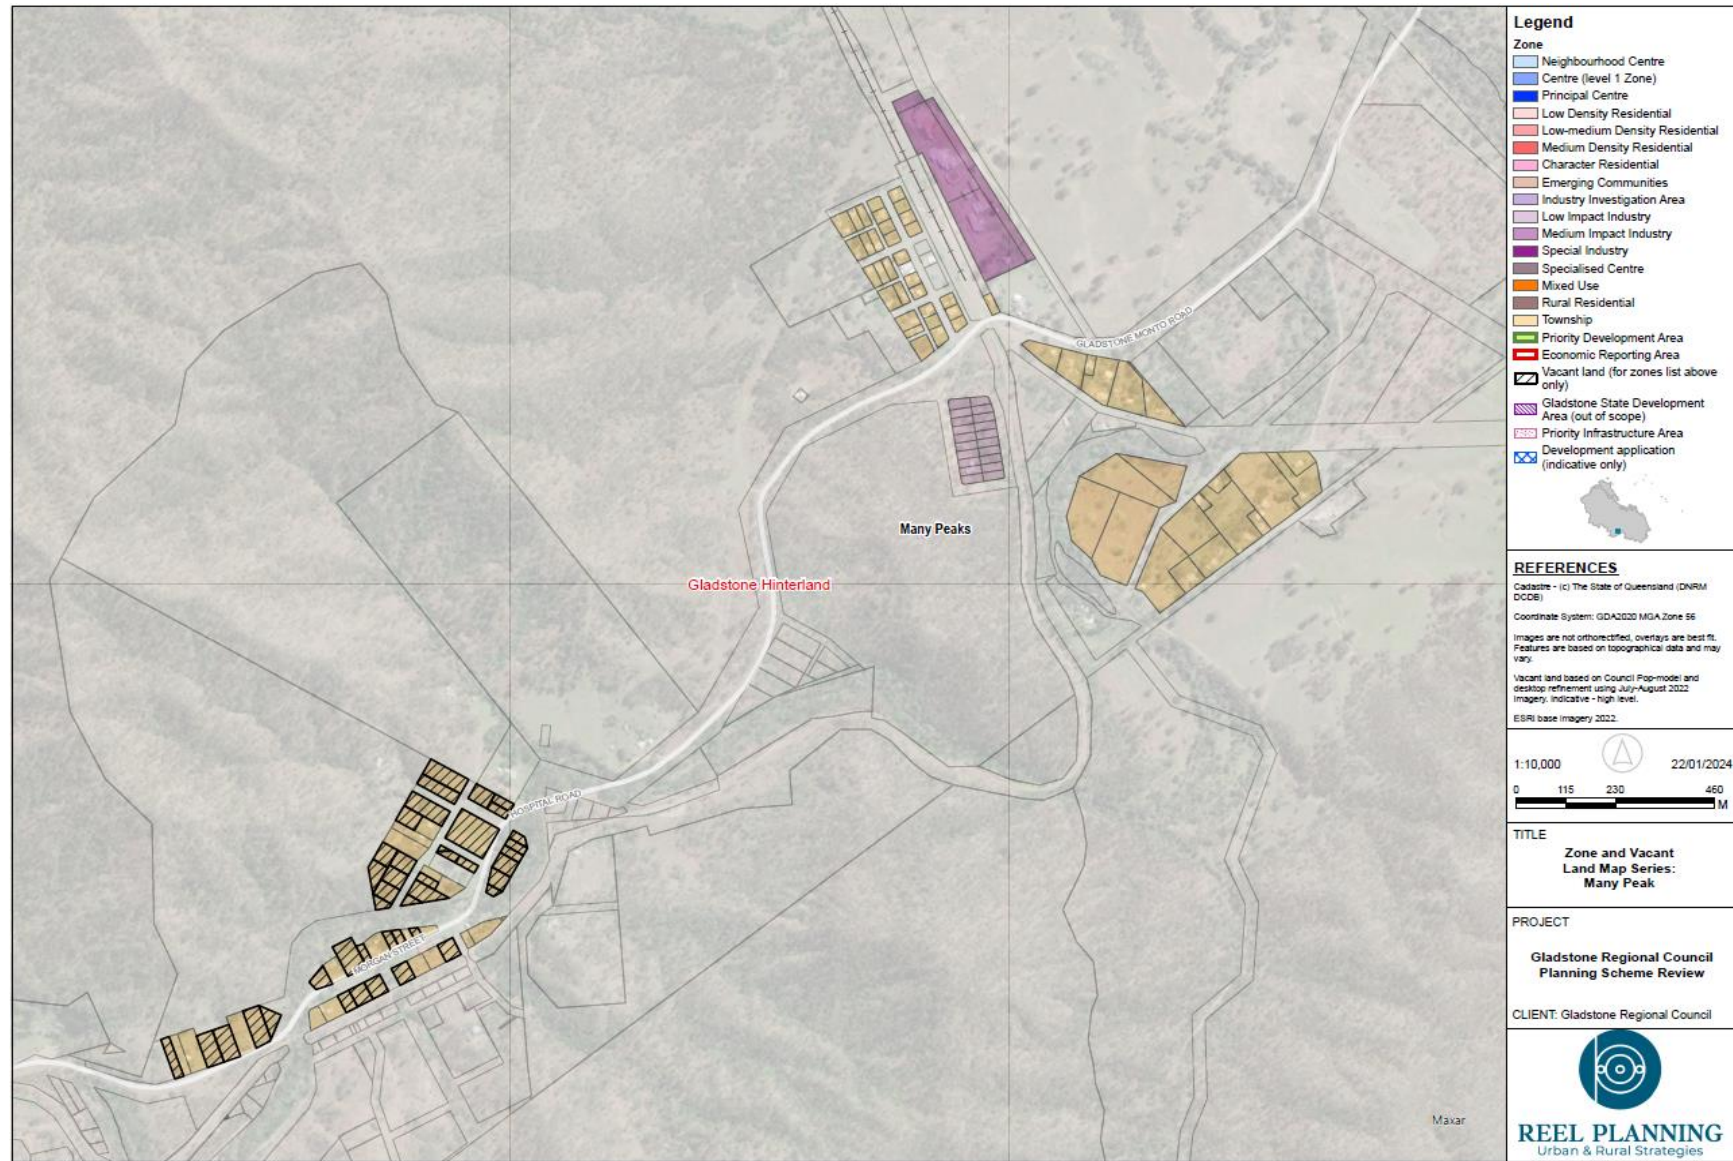 GLADSTONE MONTO ROAD
Many Peaks
Gladstone Hinterland
HOSPITAL ROAD
MORGAN STREET
Maxar
Legend
Zone
Neighbourhood Centre
Centre (level 1 Zone)
Principal Centre
Low Density Residential
Low-medium Density Residential
Medium Density Residential
Character Residential
Emerging Communities
Industry Investigation Area
Low Impact Industry
Medium Impact Industry
Special Industry
Specialised Centre
Mixed Use
Rural Residential
Township
Priority Development Area
Economic Reporting Area
Vacant land (for zones list above
only)
Gladstone State Development
Area (out of scope)
Priority Infrastructure Area
Development application
(indicative only)
REFERENCES
Cadastre - (c) The State of Queensland (DNRM
DCDB)
Coordinate System: GDA2020 MGA Zone 56
Images are not orthorectified, overlays are best fit.
Features are based on topographical data and may
vary.
Vacant land based on Council Pop-model and
desktop refinement using July-August 2022
Imagery. Indicative - high level.
ESRI base Imagery 2022.
1:10,000
22/01/2024
0 115 230 460
M
TITLE
Zone and Vacant
Land Map Series:
Many Peak
PROJECT
Gladstone Regional Council
Planning Scheme Review
CLIENT: Gladstone Regional Council
REEL PLANNING
Urban & Rural Strategies